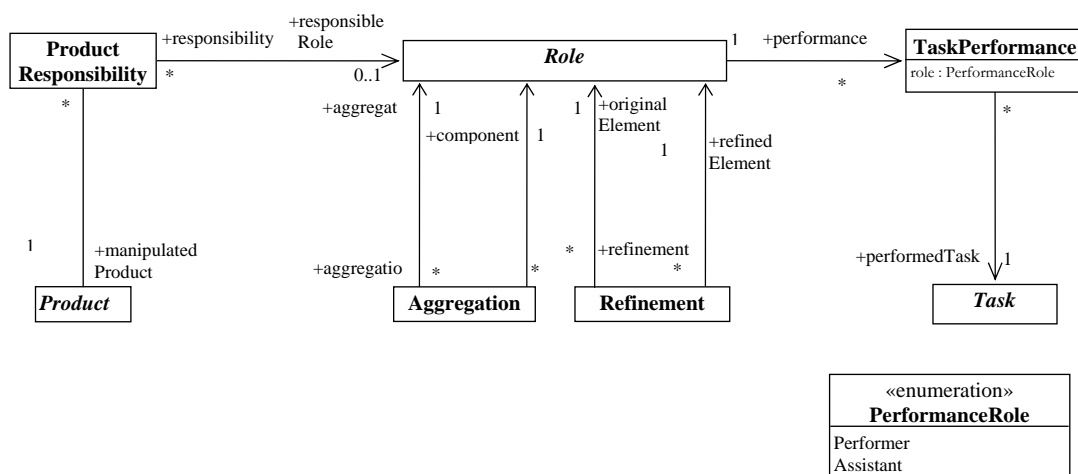 +responsible
+responsibility
Role
Product
Responsibility
Role
1
+performance
TaskPerformance
role : PerformanceRole
*
0..1
*
*
*
+aggregat
1
1
+original
Element
+component
1
1
+refined
Element
1
+manipulated
Product
*
+refinement
+performedTask
1
+aggregatio
*
*
*
Product
Aggregation
Refinement
Task
«enumeration»
PerformanceRole
Performer
Assistant